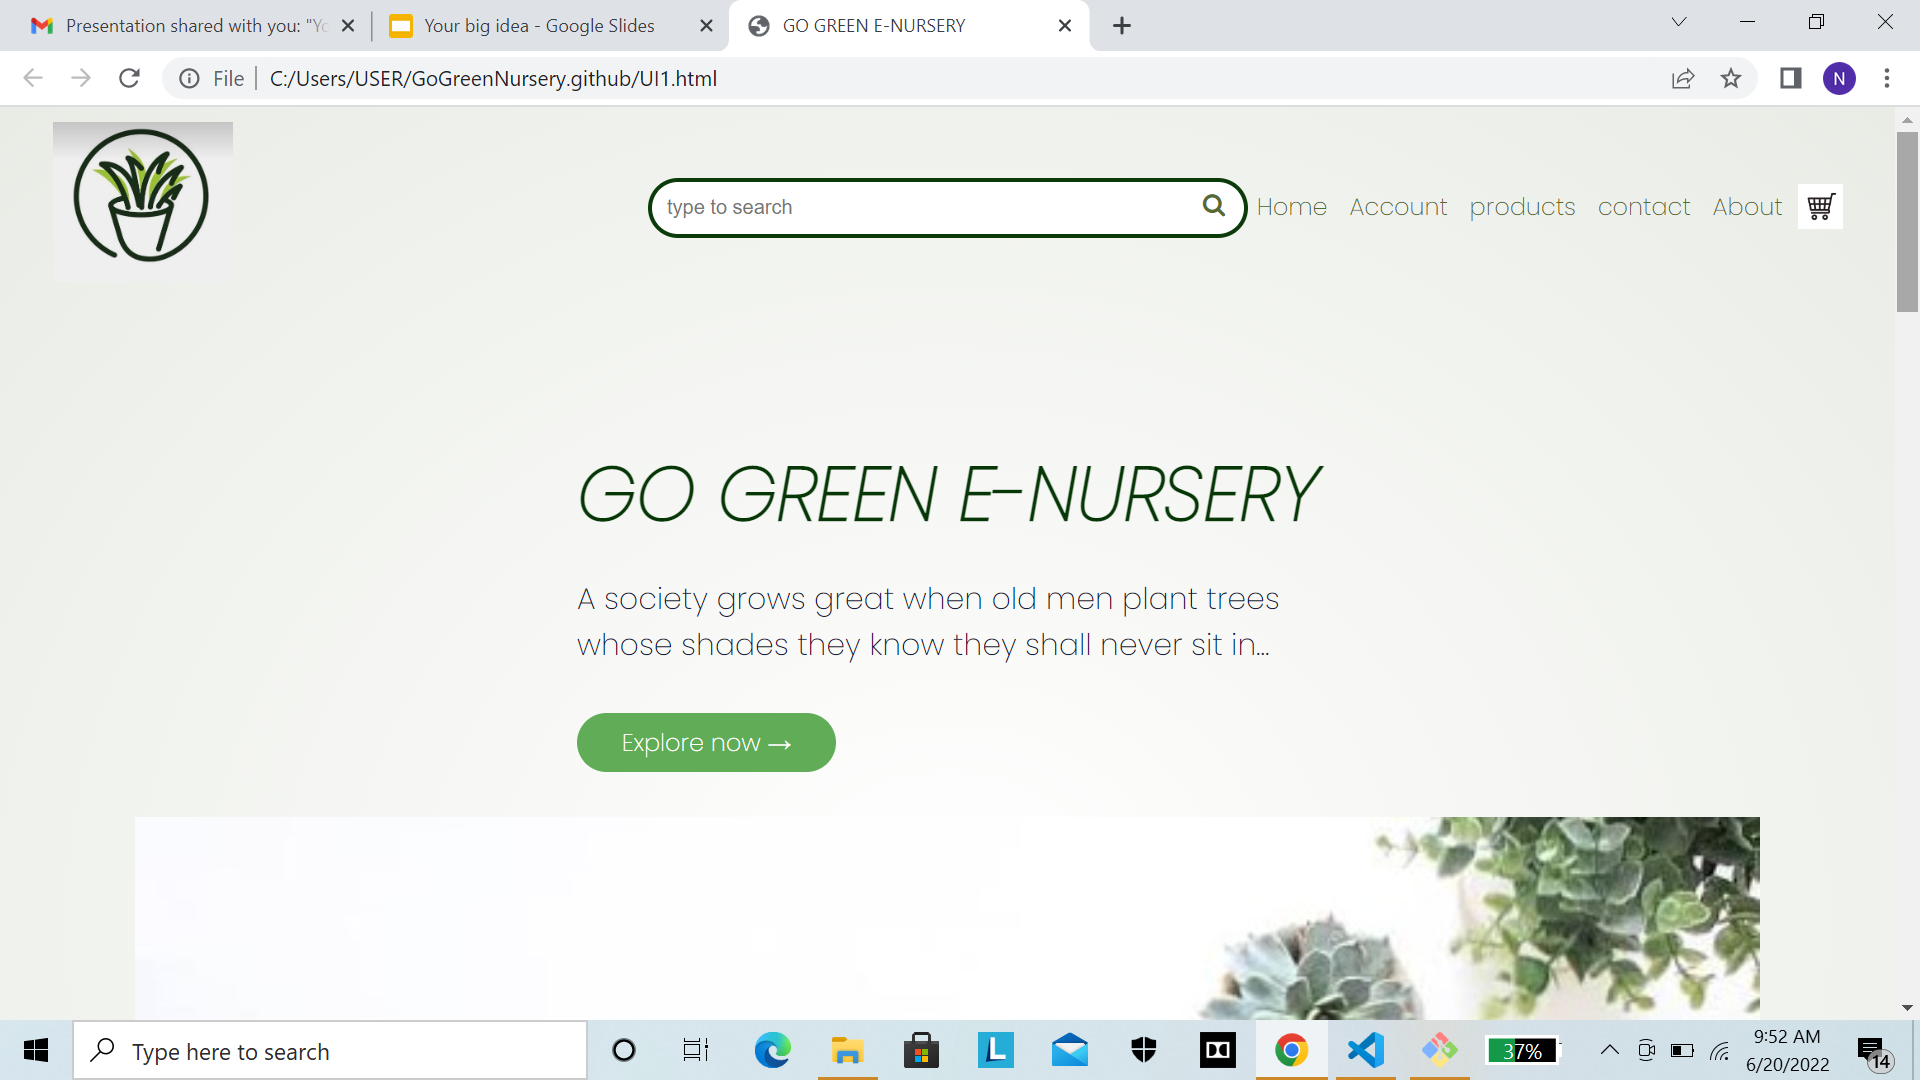 Presentation shared with you: "Yo
Your big idea - Google Slides
GO GREEN E-NURSERY
File
C:/Users/USER/GoGreenNursery.github/UI1.html
N
type to search
Home
Account
products
contact
About
GO GREEN E-NURSERY
A society grows great when old men plant trees
whose shades they know they shall never sit in...
Explore now →
Type here to search
L
37%
9:52 AM
6/20/2022
14